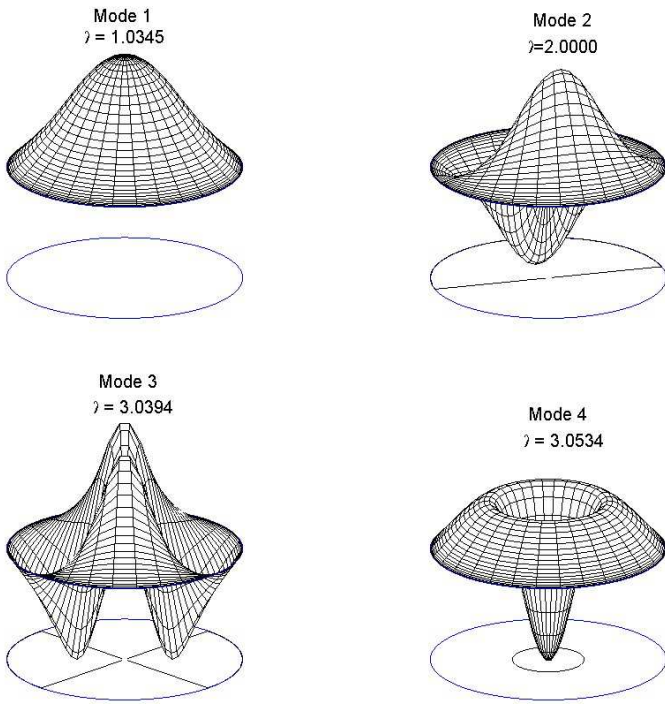 Mode 1
λ = 1.0345
Mode 2
λ=2.0000
Mode 3
λ = 3.0394
Mode 4
λ = 3.0534